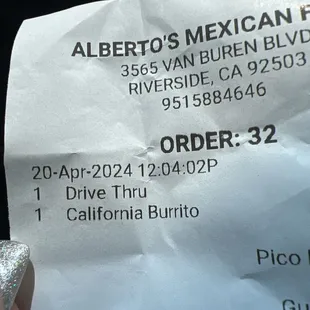 ALBERTO'S MEXICAN F
3565 VAN BUREN BLVD
RIVERSIDE, CA 92503
9515884646
ORDER: 32
20-Apr-2024 12:04:02P
1 Drive Thru
1 California Burrito
Pico
Gu